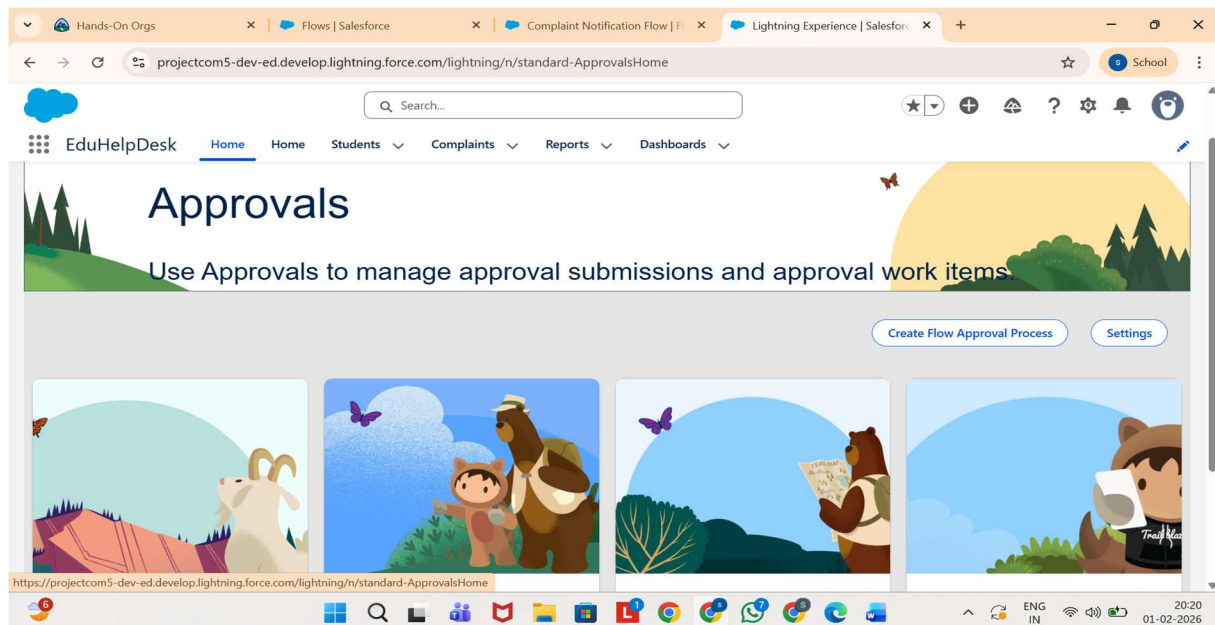 Hands-On Orgs
Flows | Salesforce
Complaint Notification Flow | Fl
Lightning Experience | Salesforc
projectcom5-dev-ed.develop.lightning.force.com/lightning/n/standard-ApprovalsHome
S School
Search...
EduHelpDesk Home Home Students Complaints Reports Dashboards
Approvals
Use Approvals to manage approval submissions and approval work items.
Create Flow Approval Process Settings
TRAILMAP
https://projectcom5-dev-ed.develop.lightning.force.com/lightning/n/standard-ApprovalsHome
6
L
S
7
ENG 20:20
IN 01-02-2026